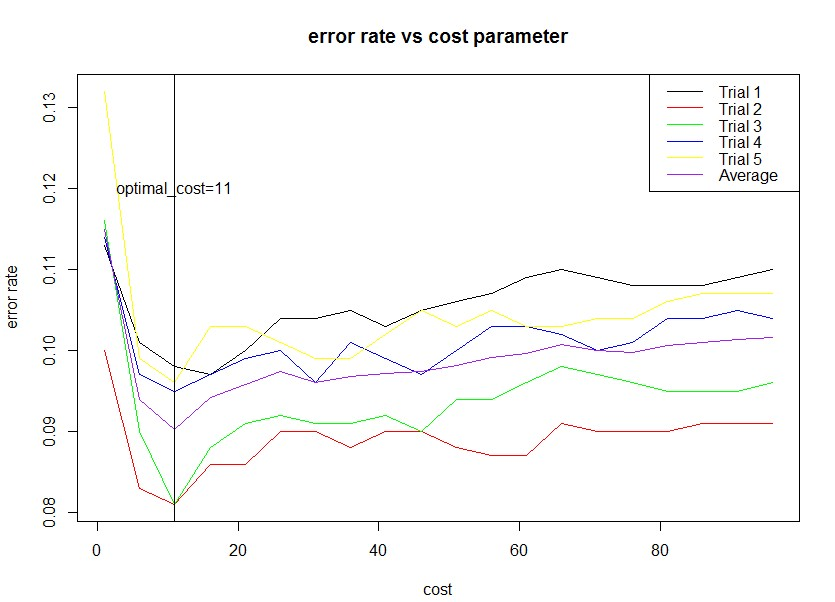 error rate vs cost parameter
Trial 1
Trial 2
Trial 3
Trial 4
Trial 5
Average
optimal_cost=11
error rate
0.13
0.12
0.11
0.10
0.09
0.08
0 20 40 60 80
cost